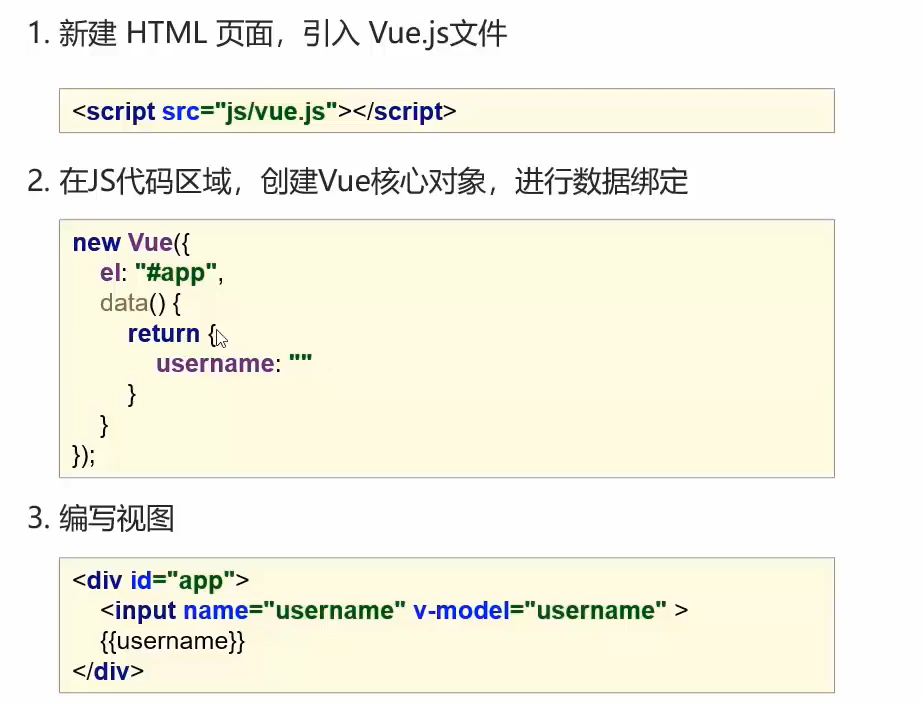 1. 新建 HTML 页面，引入 Vue.js文件
<script src="js/vue.js"></script>
2. 在JS代码区域，创建Vue核心对象，进行数据绑定
new Vue({
    el: "#app",
    data() {
        return {
            username: ""
        }
    }
});
3. 编写视图
<div id="app">
    <input name="username" v-model="username" >
    {{username}}
</div>